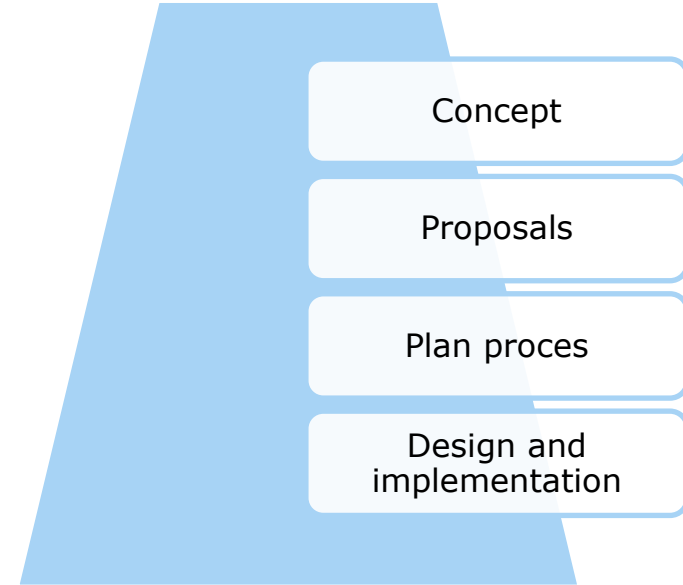 Concept
Proposals
Plan proces
Design and
implementation